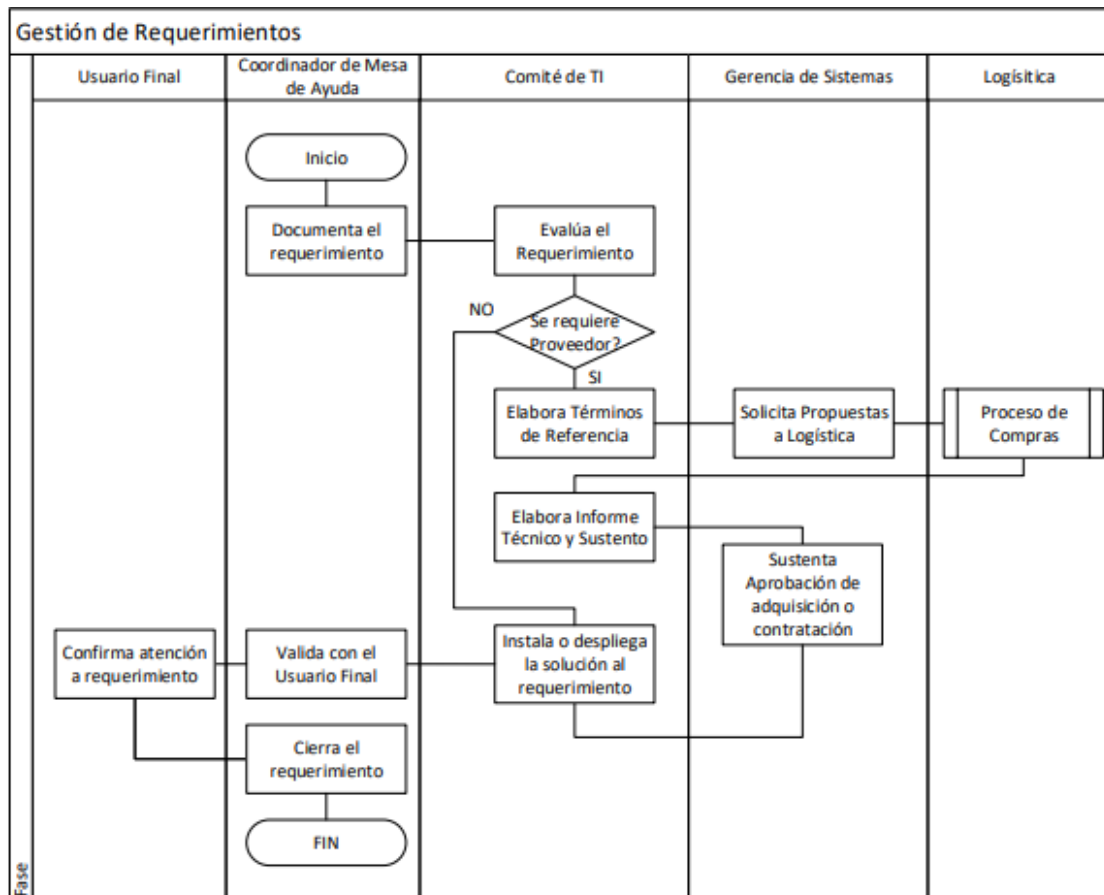 Gestión de Requerimientos
Usuario Final
Coordinador de Mesa
de Ayuda
Comité de TI
Gerencia de Sistemas
Logísitica
Inicio
Documenta el
requerimiento
Evalúa el
Requerimiento
NO
Se requiere
Proveedor?
SI
Elabora Términos
de Referencia
Solicita Propuestas
a Logística
Proceso de
Compras
Elabora Informe
Técnico y Sustento
Sustenta
Aprobación de
adquisición o
contratación
Confirma atención
a requerimiento
Valida con el
Usuario Final
Instala o despliega
la solución al
requerimiento
Cierra el
requerimiento
FIN
Fase